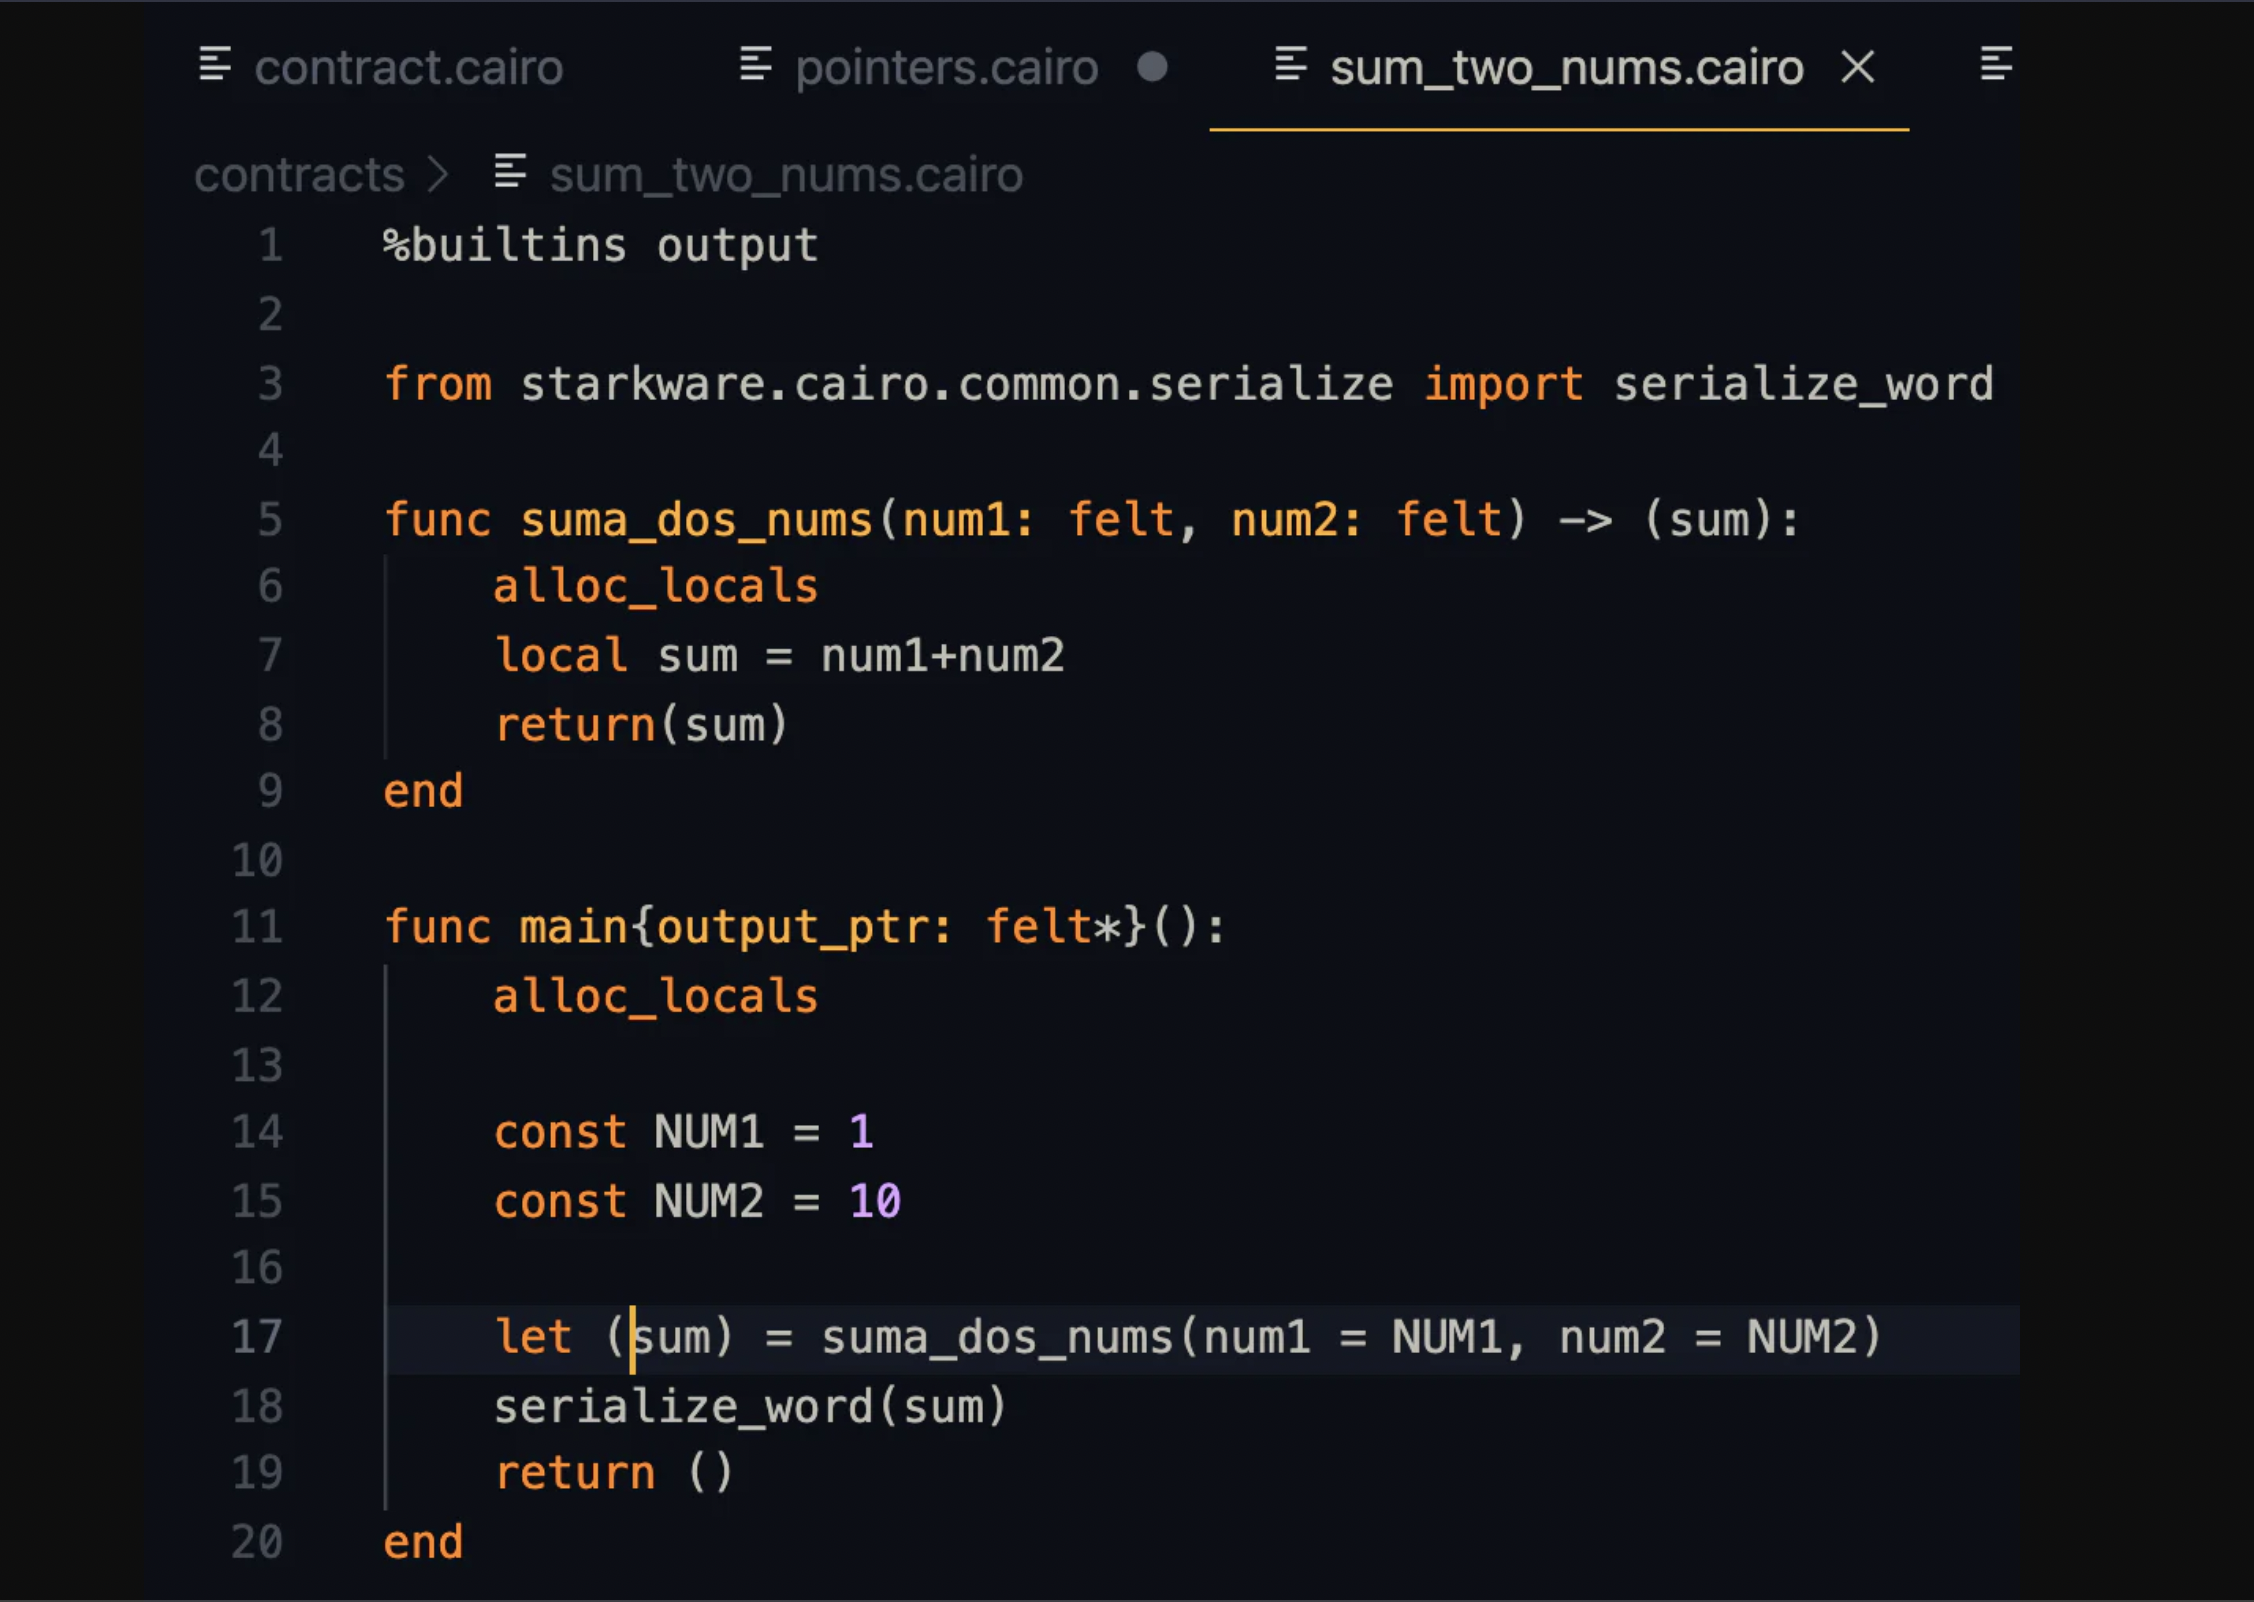 contract.cairo pointers.cairo sum_two_nums.cairo
contracts > sum_two_nums.cairo
1 %builtins output
2
3 from starkware.cairo.common.serialize import serialize_word
4
5 func suma_dos_nums(num1: felt, num2: felt) -> (sum):
6     alloc_locals
7     local sum = num1+num2
8     return(sum)
9 end
10
11 func main{output_ptr: felt*}():
12     alloc_locals
13
14     const NUM1 = 1
15     const NUM2 = 10
16
17     let (sum) = suma_dos_nums(num1 = NUM1, num2 = NUM2)
18     serialize_word(sum)
19     return ()
20 end